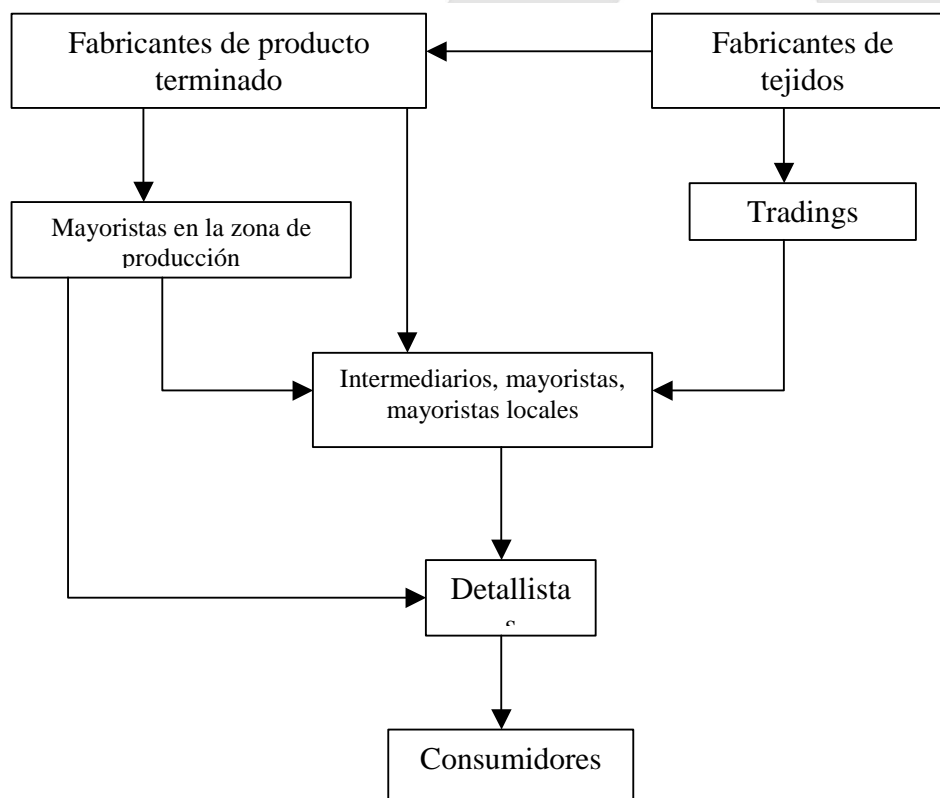 Fabricantes de producto
terminado
Fabricantes de
tejidos
Mayoristas en la zona de
producción
Tradings
Intermediarios, mayoristas,
mayoristas locales
Detallista
s
Consumidores